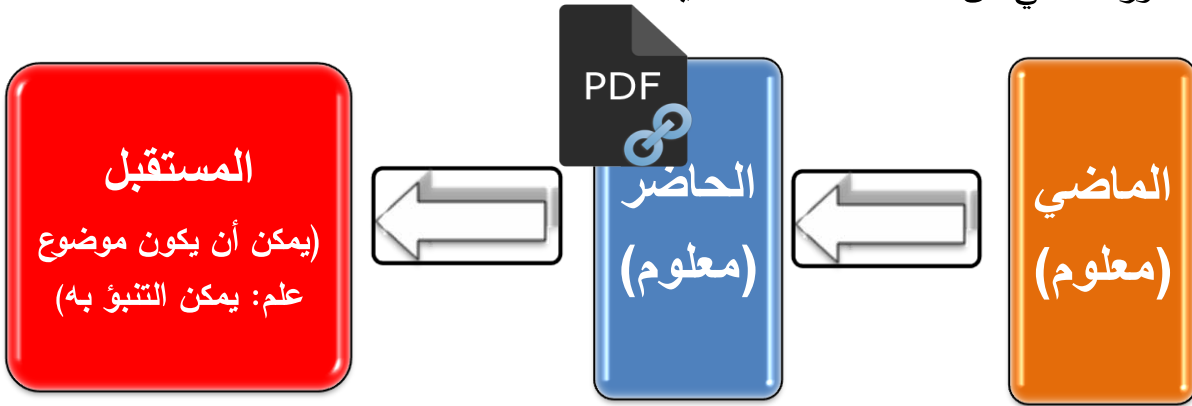 الماضي
(معلوم)
الحاضر
(معلوم)
المستقبل
(يمكن أن يكون موضوع
علم: يمكن التنبؤ به)
PDF